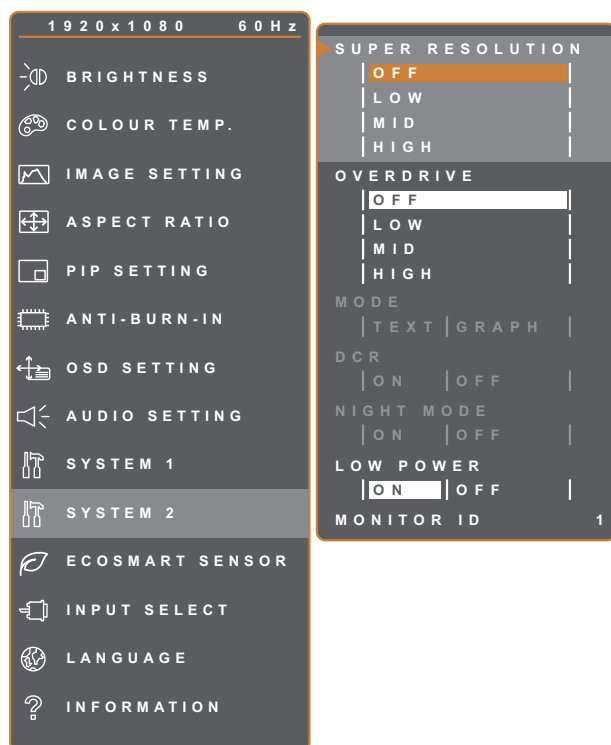 1920x1080 60Hz
BRIGHTNESS
COLOUR TEMP.
IMAGE SETTING
ASPECT RATIO
PIP SETTING
ANTI-BURN-IN
OSD SETTING
AUDIO SETTING
SYSTEM 1
SYSTEM 2
ECOSMART SENSOR
INPUT SELECT
LANGUAGE
INFORMATION
SUPER RESOLUTION
OFF
LOW
MID
HIGH
OVERDRIVE
OFF
LOW
MID
HIGH
MODE
TEXT GRAPH
DCR
ON OFF
NIGHT MODE
ON OFF
LOW POWER
ON OFF
MONITOR ID 1